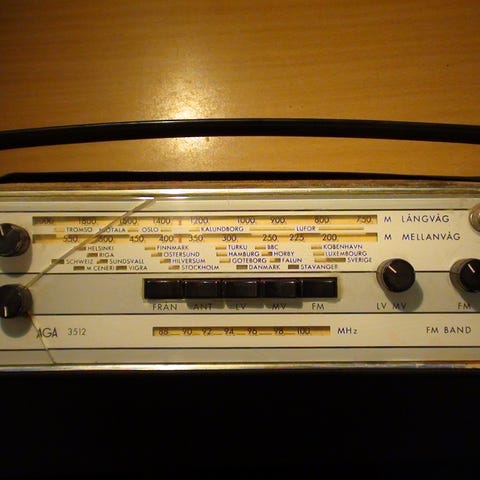 1800. 1600. 1400. 1200. 1000. 900. 800. 750. M LÅNGVÅG
TROMSO MOTALA OSLO KALUNDBORG LUFOR
550. 500. 450. 400. 350. 300. 250. 225. 200. M MELLANVÅG
HELSINKI FINNMARK TURKU BBC KØBENHAVN
RIGA ÖSTERSUND HAMBURG HÖRBY LUXEMBOURG
SCHWEIZ SUNDSVALL HILVERSUM GÖTEBORG FALUN SVERIGE
M CENERI VIGRA STOCKHOLM DANMARK STAVANGER
FRÅN ANT LV MV FM LV MV FM
AGA 3512 88. 90. 92. 94. 96. 98. 100. MHz FM BAND